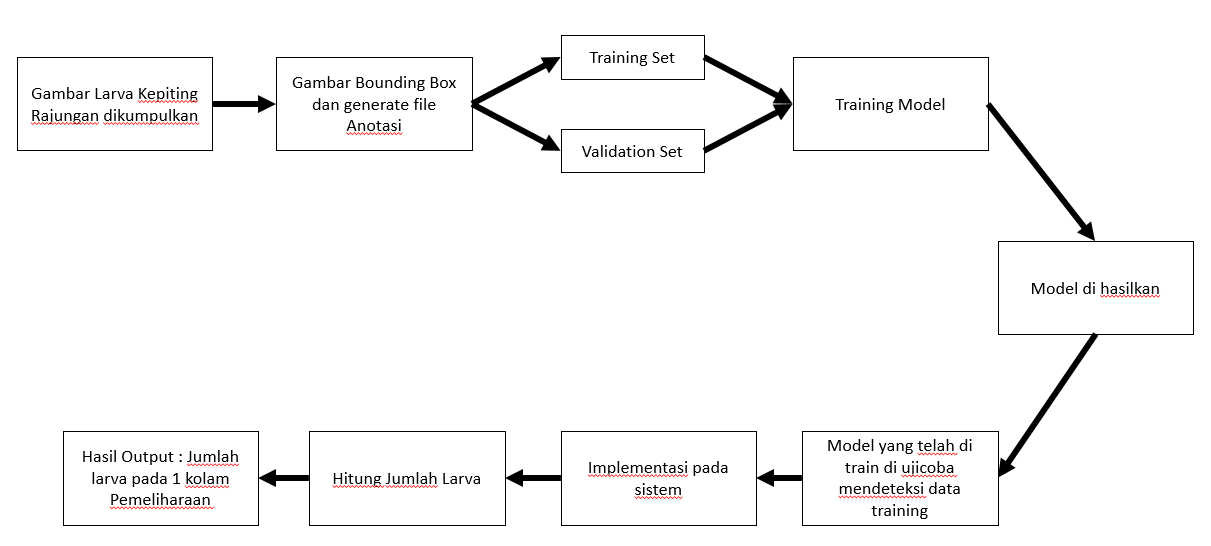 Gambar Larva Kepiting
Rajungan dikumpulkan
Gambar Bounding Box
dan generate file
Anotasi
Training Set
Validation Set
Training Model
Model di hasilkan
Model yang telah di
train di ujicoba
mendeteksi data
training
Implementasi pada
sistem
Hitung Jumlah Larva
Hasil Output : Jumlah
larva pada 1 kolam
Pemeliharaan